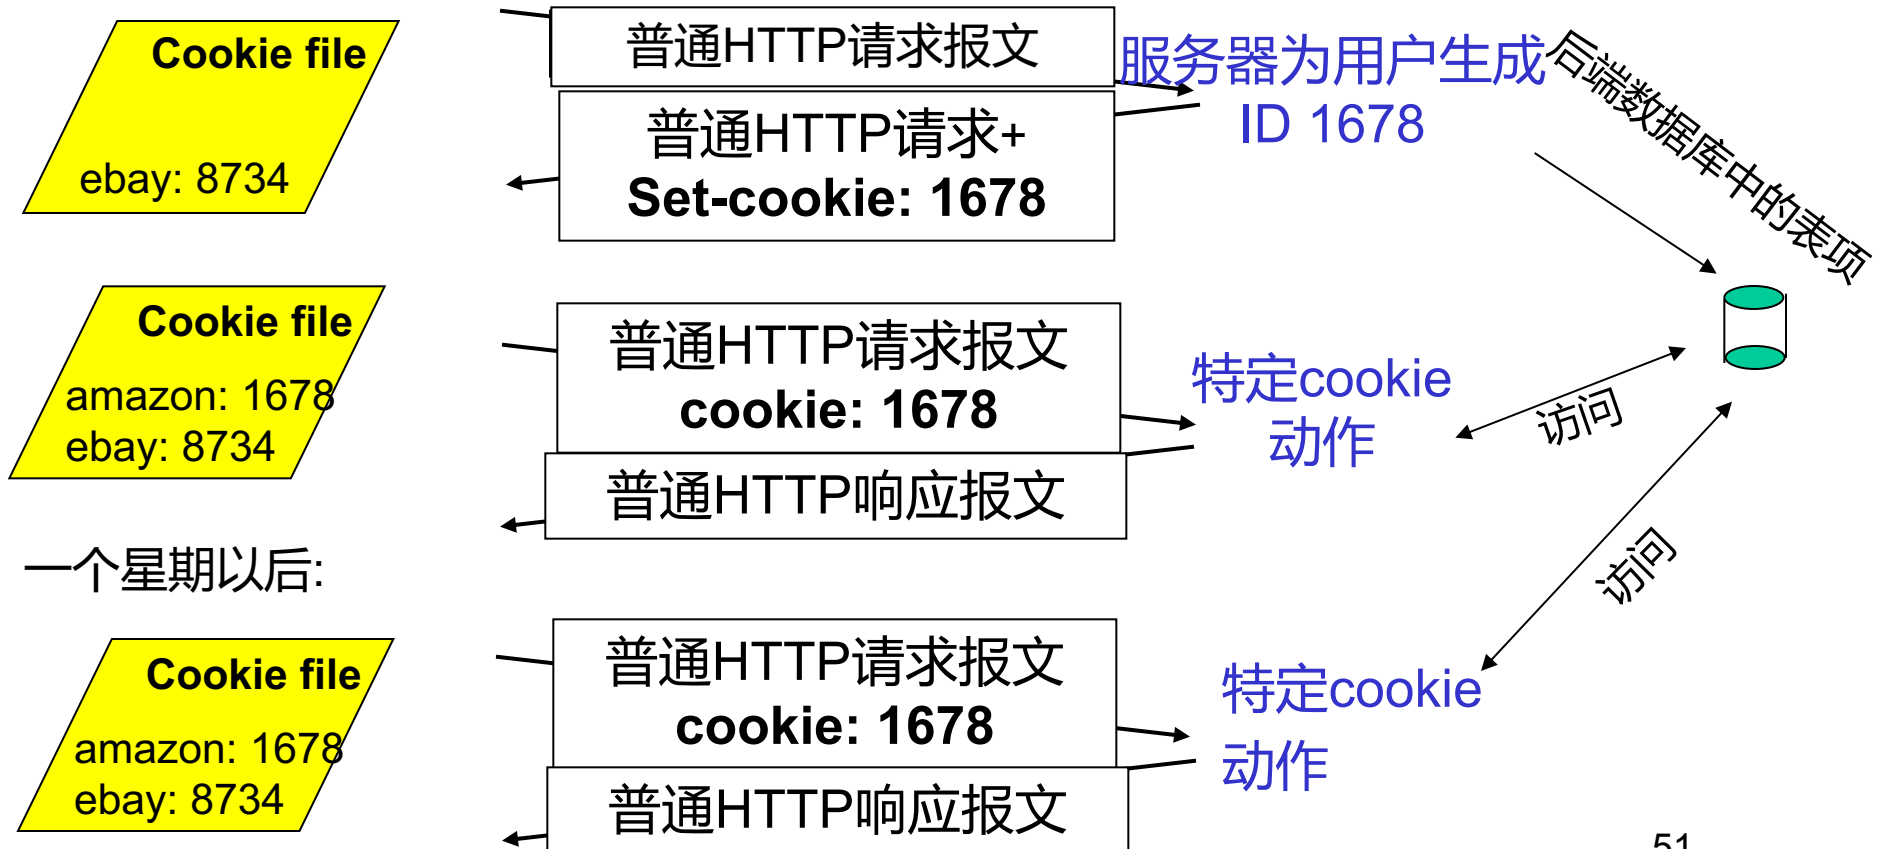 Cookie file
ebay: 8734
普通HTTP请求报文
普通HTTP请求+
Set-cookie: 1678
服务器为用户生成
ID 1678
后端数据库中的表项
Cookie file
amazon: 1678
ebay: 8734
普通HTTP请求报文
cookie: 1678
普通HTTP响应报文
特定cookie
动作
访问
一个星期以后:
访问
Cookie file
amazon: 1678
ebay: 8734
普通HTTP请求报文
cookie: 1678
普通HTTP响应报文
特定cookie
动作
51